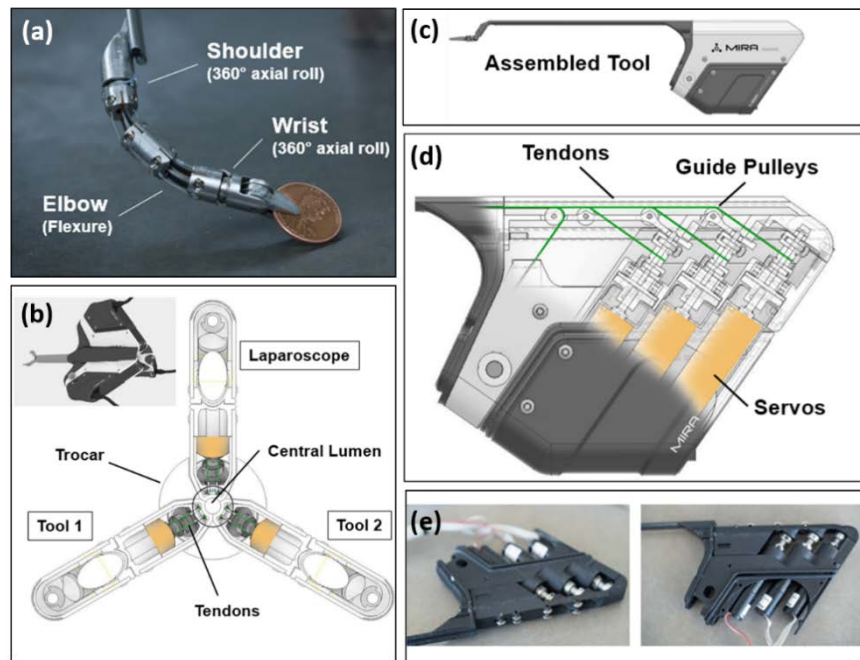 (a)
Shoulder
(360° axial roll)
Wrist
(360° axial roll)
Elbow
(Flexure)
(b)
Laparoscope
Trocar
Central Lumen
Tool 1
Tool 2
Tendons
(c)
MIRA
Assembled Tool
(d)
Tendons
Guide Pulleys
Servos
MIRA
(e)